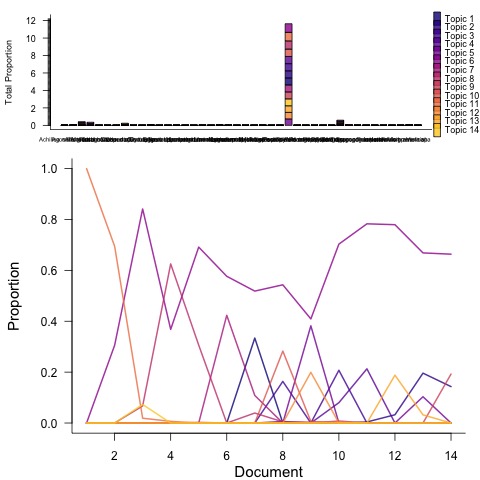 Total Proportion
12
10
8
6
4
2
0
Topic 1
Topic 2
Topic 3
Topic 4
Topic 5
Topic 6
Topic 7
Topic 8
Topic 9
Topic 10
Topic 11
Topic 12
Topic 13
Topic 14
Proportion
1.0
0.8
0.6
0.4
0.2
0.0
2
4
6
8
10
12
14
Document